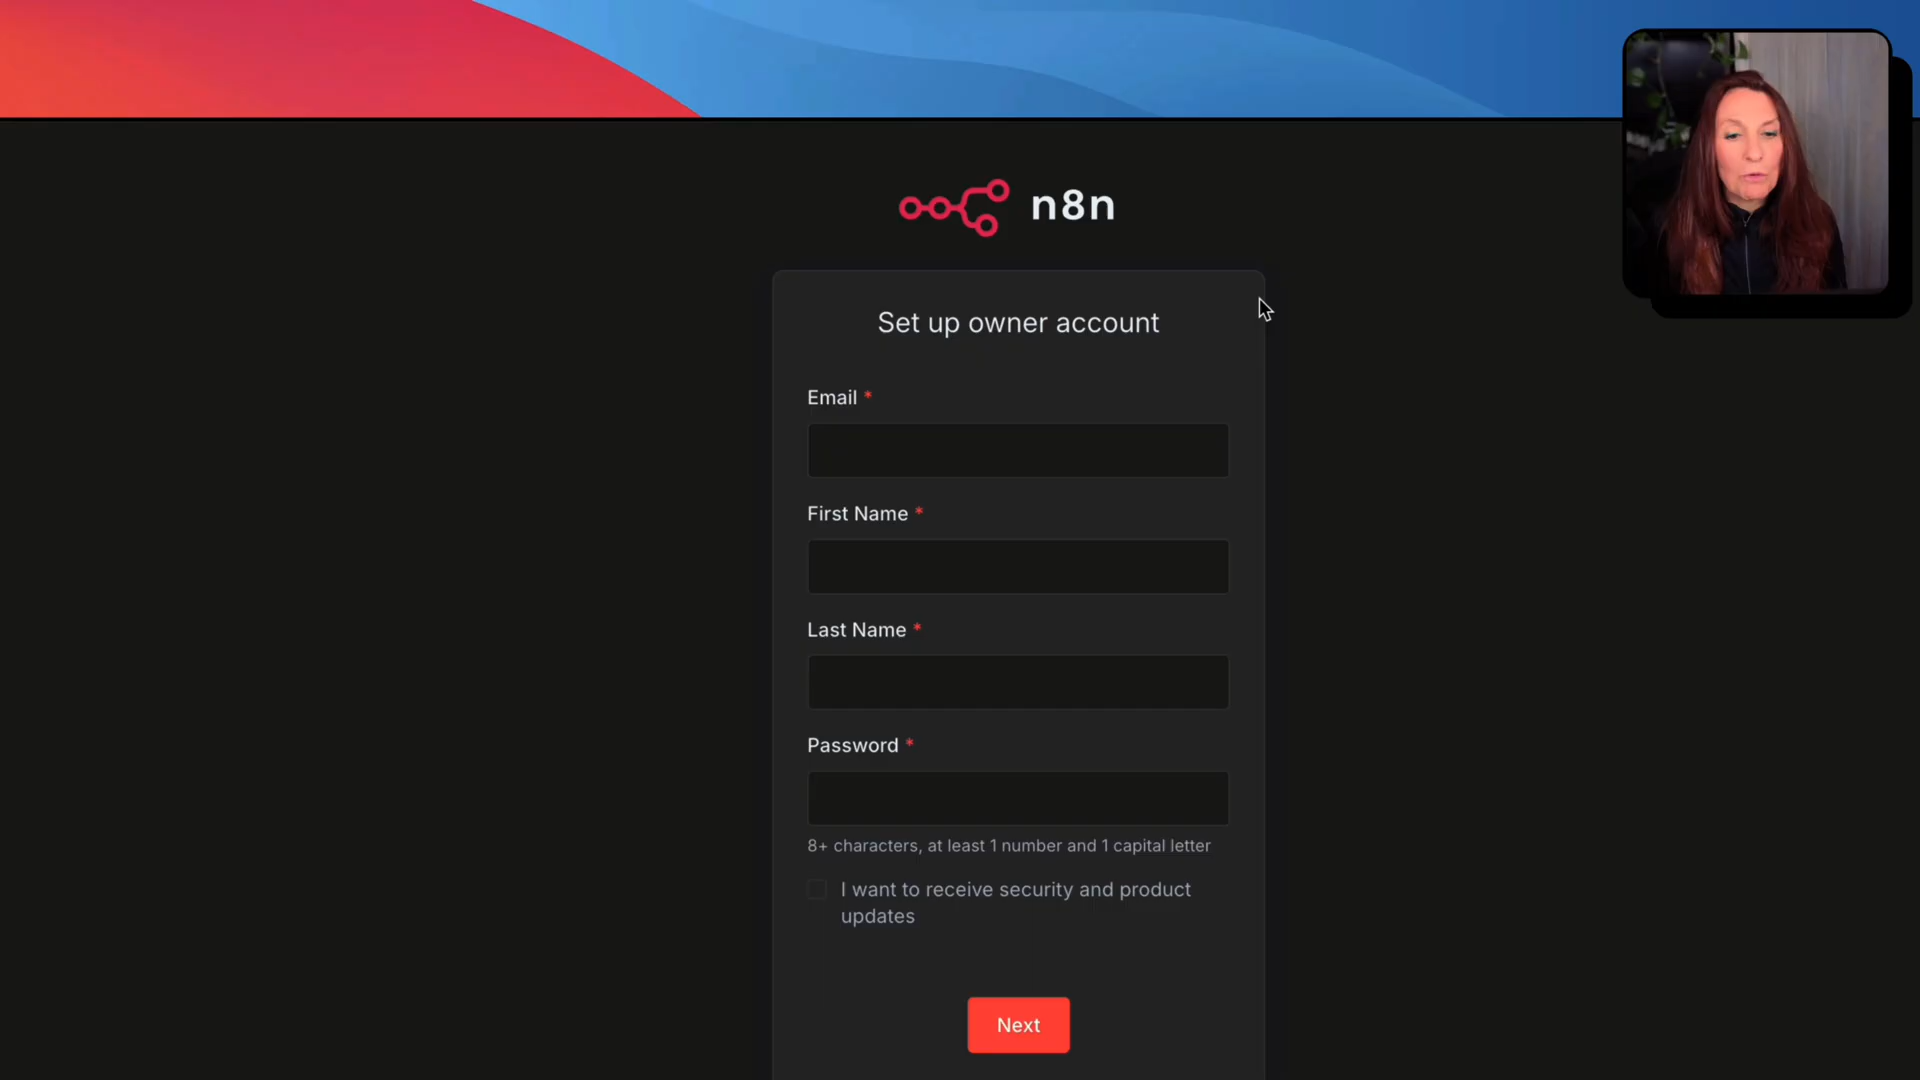 n8n
Set up owner account
Email *
First Name *
Last Name *
Password *
8+ characters, at least 1 number and 1 capital letter
I want to receive security and product
updates
Next